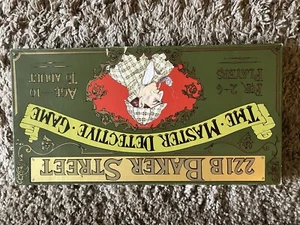 221B BAKER STREET
THE·MASTER DETECTIVE·GAME
FOR 2-6
PLAYERS
AGE 10
TO ADULT